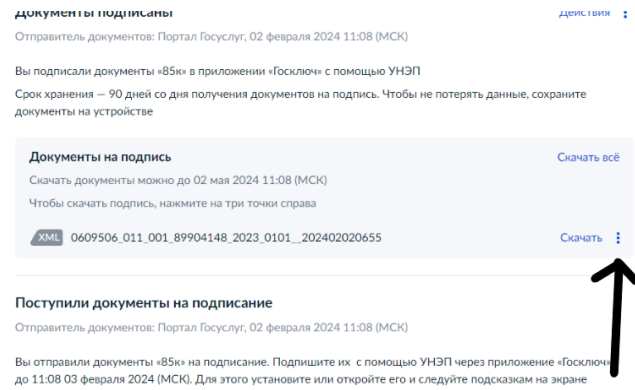 Документы подписаны
Действия
Отправитель документов: Портал Госуслуг, 02 февраля 2024 11:08 (МСК)
Вы подписали документы «85к» в приложении «Госключ» с помощью УНЭП
Срок хранения — 90 дней со дня получения документов на подпись. Чтобы не потерять данные, сохраните
документы на устройстве
Документы на подпись
Скачать всё
Скачать документы можно до 02 мая 2024 11:08 (МСК)
Чтобы скачать подпись, нажмите на три точки справа
XML 0609506_011_001_89904148_2023_0101__202402020655
Скачать
Поступили документы на подписание
Отправитель документов: Портал Госуслуг, 02 февраля 2024 11:08 (МСК)
Вы отправили документы «85к» на подписание. Подпишите их с помощью УНЭП через приложение «Госключ»
до 11:08 03 февраля 2024 (МСК). Для этого установите или откройте его и следуйте подсказкам на экране